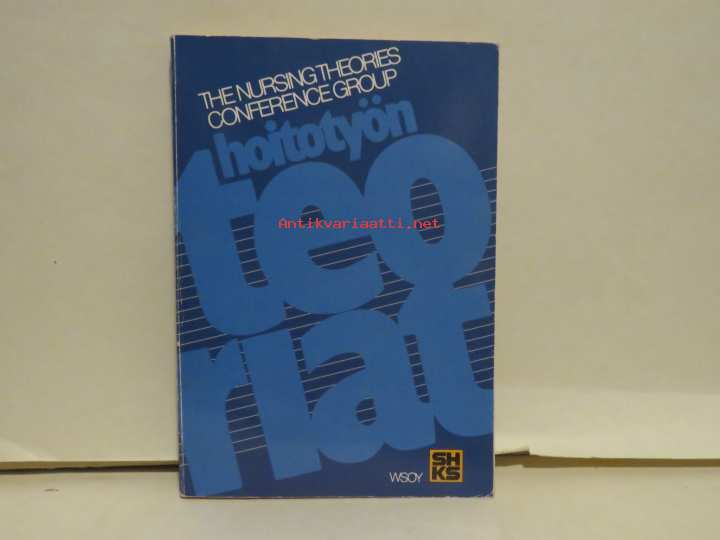 THE NURSING THEORIES
CONFERENCE GROUP
hoitotyön
teo
riat
Antikvariaatti.net
WSOY
SH
KS